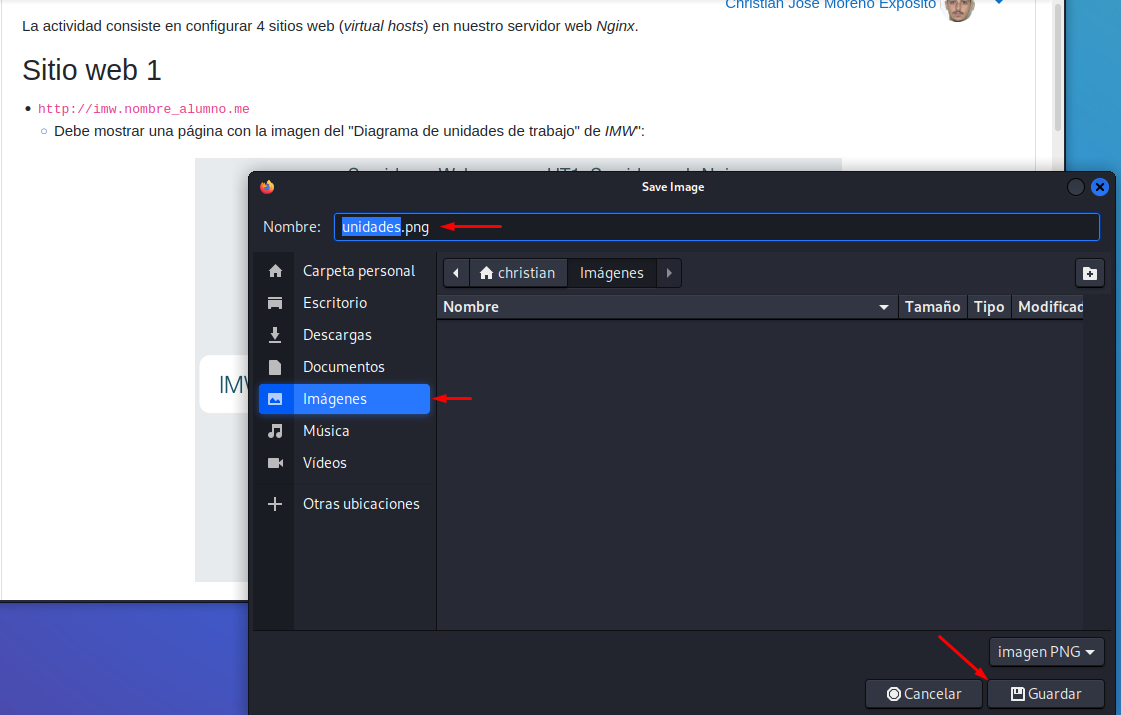 Christian José Moreno Expósito
La actividad consiste en configurar 4 sitios web (virtual hosts) en nuestro servidor web Nginx.
Sitio web 1
http://imw.nombre_alumno.me
Debe mostrar una página con la imagen del "Diagrama de unidades de trabajo" de IMW":
Save Image
Nombre: unidades.png
Carpeta personal
Escritorio
Descargas
Documentos
Imágenes
Música
Vídeos
Otras ubicaciones
christian Imágenes
Nombre Tamaño Tipo Modificad
IMW
imagen PNG
Cancelar Guardar